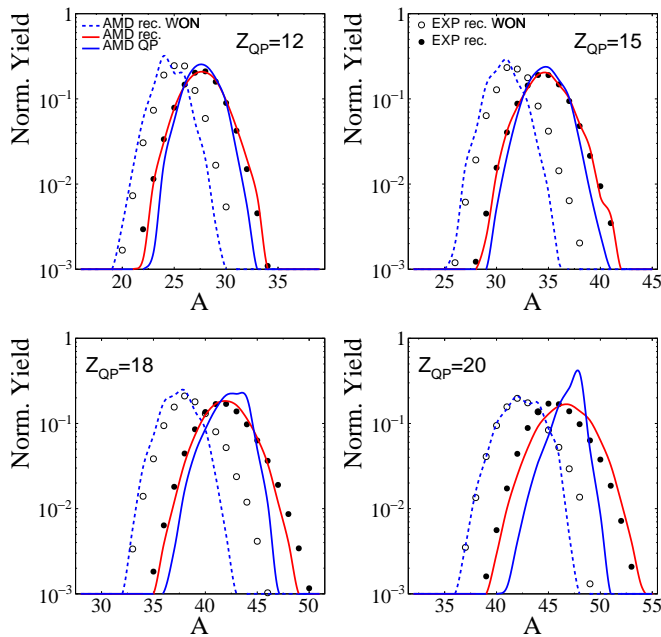 AMD rec. WON
AMD rec.
AMD QP
Z_QP=12
EXP rec. WON
EXP rec.
Z_QP=15
Norm. Yield
1
10⁻¹
10⁻²
10⁻³
20 25 30 35
A
Norm. Yield
1
10⁻¹
10⁻²
10⁻³
25 30 35 40 45
A
Z_QP=18
Z_QP=20
Norm. Yield
1
10⁻¹
10⁻²
10⁻³
30 35 40 45 50
A
Norm. Yield
1
10⁻¹
10⁻²
10⁻³
35 40 45 50 55
A